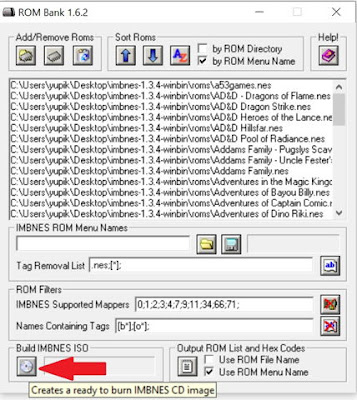 ROM Bank 1.6.2
Add/Remove Roms
Sort Roms
by ROM Directory
by ROM Menu Name
Help!
C:\Users\yupik\Desktop\imbnes-1.3.4-winbin\roms\a53games.nes
C:\Users\yupik\Desktop\imbnes-1.3.4-winbin\roms\AD&D - Dragons of Flame.nes
C:\Users\yupik\Desktop\imbnes-1.3.4-winbin\roms\AD&D Dragon Strike.nes
C:\Users\yupik\Desktop\imbnes-1.3.4-winbin\roms\AD&D Heroes of the Lance.nes
C:\Users\yupik\Desktop\imbnes-1.3.4-winbin\roms\AD&D Hillsfar.nes
C:\Users\yupik\Desktop\imbnes-1.3.4-winbin\roms\AD&D Pool of Radiance.nes
C:\Users\yupik\Desktop\imbnes-1.3.4-winbin\roms\Addams Family - Pugslys Scav
C:\Users\yupik\Desktop\imbnes-1.3.4-winbin\roms\Addams Family - Uncle Fester's
C:\Users\yupik\Desktop\imbnes-1.3.4-winbin\roms\Addams Family.nes
C:\Users\yupik\Desktop\imbnes-1.3.4-winbin\roms\Adventures in the Magic King
C:\Users\yupik\Desktop\imbnes-1.3.4-winbin\roms\Adventures of Bayou Billy.nes
C:\Users\yupik\Desktop\imbnes-1.3.4-winbin\roms\Adventures of Captain Comic.
C:\Users\yupik\Desktop\imbnes-1.3.4-winbin\roms\Adventures of Dino Riki.nes
IMBNES ROM Menu Names
Tag Removal List
.nes;[*];
ab
ROM Filters
IMBNES Supported Mappers
0;1;2;3;4;7;9;11;34;66;71;
Names Containing Tags
[b*];[o*];
Build IMBNES ISO
Output ROM List and Hex Codes
Use ROM File Name
Use ROM Menu Name
Creates a ready to burn IMBNES CD image